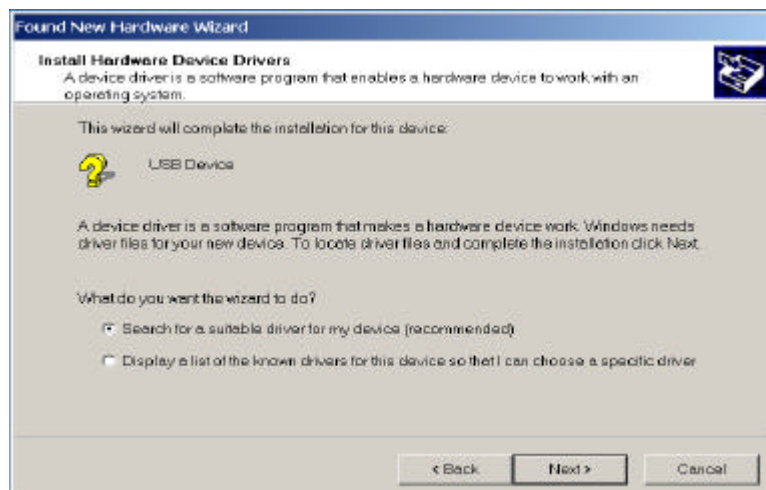 Found New Hardware Wizard
Install Hardware Device Drivers
A device driver is a software program that enables a hardware device to work with an
operating system.
This wizard will complete the installation for this device:
USB Device
A device driver is a software program that makes a hardware device work. Windows needs
driver files for your new device. To locate driver files and complete the installation click Next.
What do you want the wizard to do?
Search for a suitable driver for my device (recommended)
Display a list of the known drivers for this device so that I can choose a specific driver
< Back
Next >
Cancel